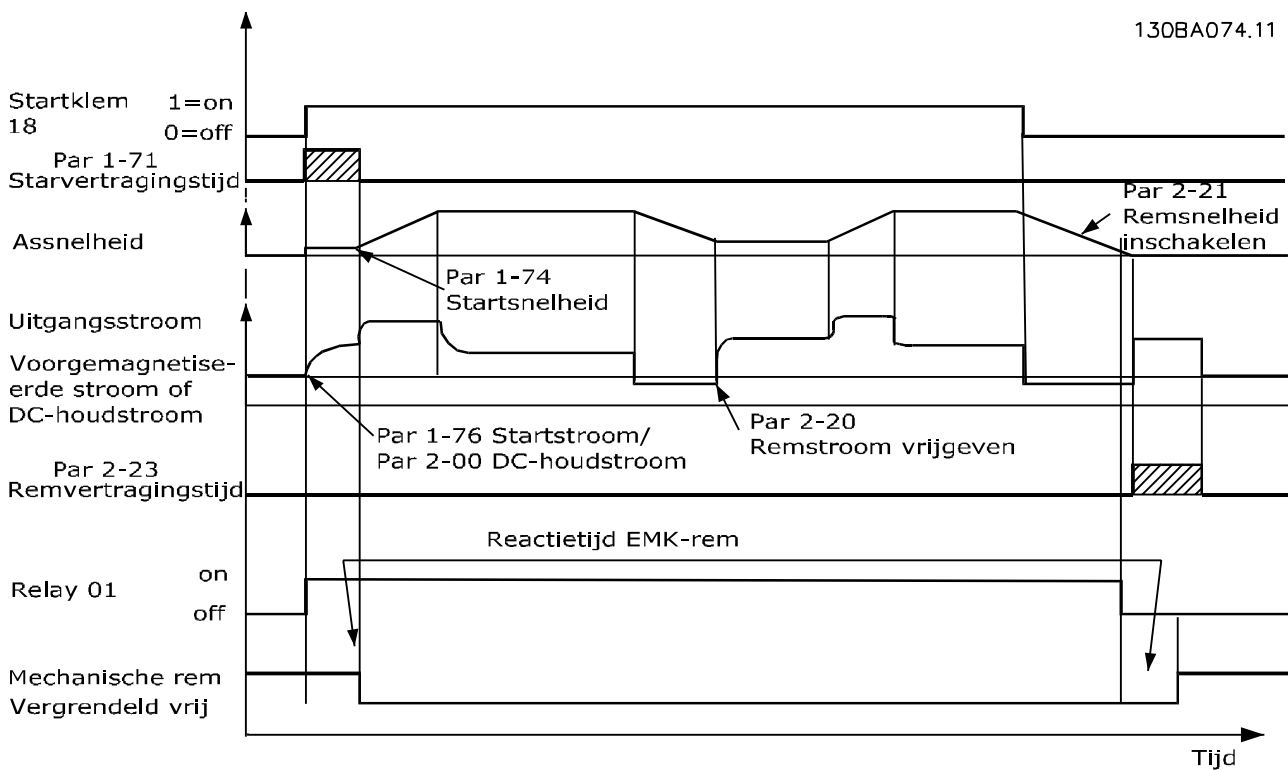 130BA074.11
Startklem 1=on
18 0=off
Par 1-71
Starvertragingstijd
Par 2-21
Remsnelheid
inschakelen
Assnelheid
Par 1-74
Startsnelheid
Uitgangsstroom
Voorgemagnetise-
erde stroom of
DC-houdstroom
Par 1-76 Startstroom/
Par 2-00 DC-houdstroom
Par 2-20
Remstroom vrijgeven
Par 2-23
Remvertragingstijd
Reactietijd EMK-rem
Relay 01 on
off
Mechanische rem
Vergrendeld vrij
Tijd